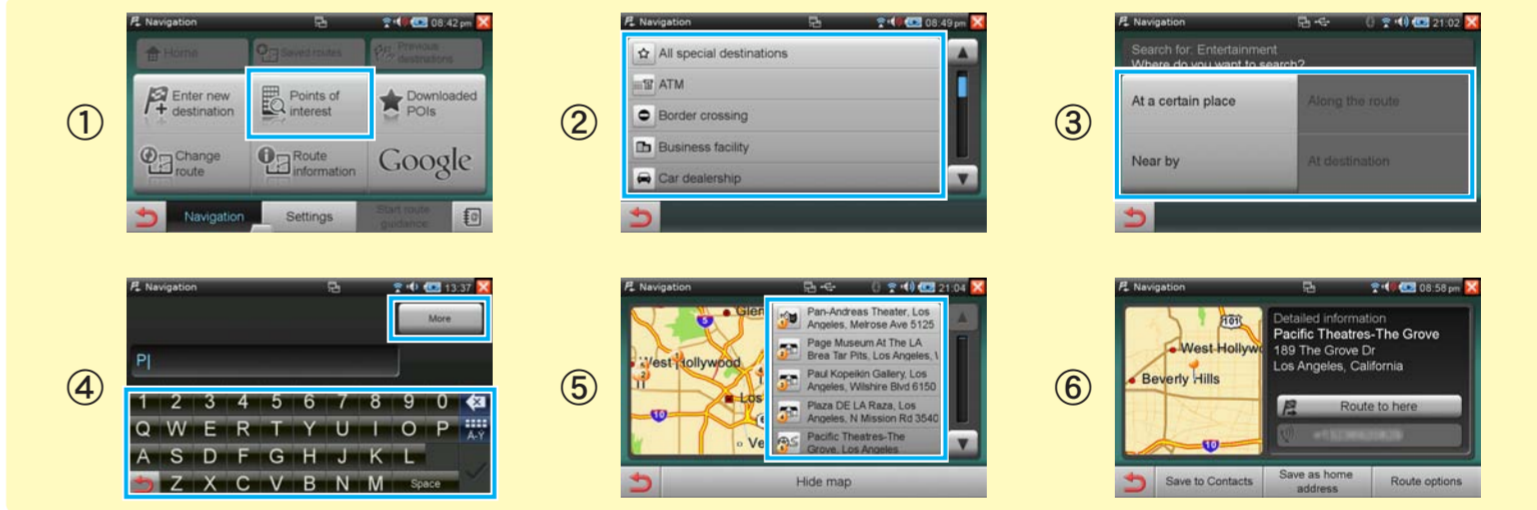 ①
Navigation 08:42 pm
Home Saved routes Previous destinations
Enter new destination
Points of interest
Downloaded POIs
Change route
Route information
Google
Navigation Settings Start route guidance
②
Navigation 08:49 pm
All special destinations
ATM
Border crossing
Business facility
Car dealership
③
Navigation 21:02
Search for: Entertainment
Where do you want to search?
At a certain place Along the route
Near by At destination
④
Navigation 13:37
More
P
1 2 3 4 5 6 7 8 9 0
Q W E R T Y U I O P A-Ý
A S D F G H J K L
Z X C V B N M Space
⑤
Navigation 21:04
Glen
5
West Hollywood
Los
10
Ve
Pan-Andreas Theater, Los
Angeles, Melrose Ave 5125
Page Museum At The LA
Brea Tar Pits, Los Angeles,
Paul Kopeikin Gallery, Los
Angeles, Wilshire Blvd 6150
Plaza DE LA Raza, Los
Angeles, N Mission Rd 3540
Pacific Theatres-The
Grove, Los Angeles
Hide map
⑥
Navigation 08:58 pm
101
West Hollywo
Beverly Hills
10
Detailed information
Pacific Theatres-The Grove
189 The Grove Dr
Los Angeles, California
Route to here
Save to Contacts
Save as home
address
Route options